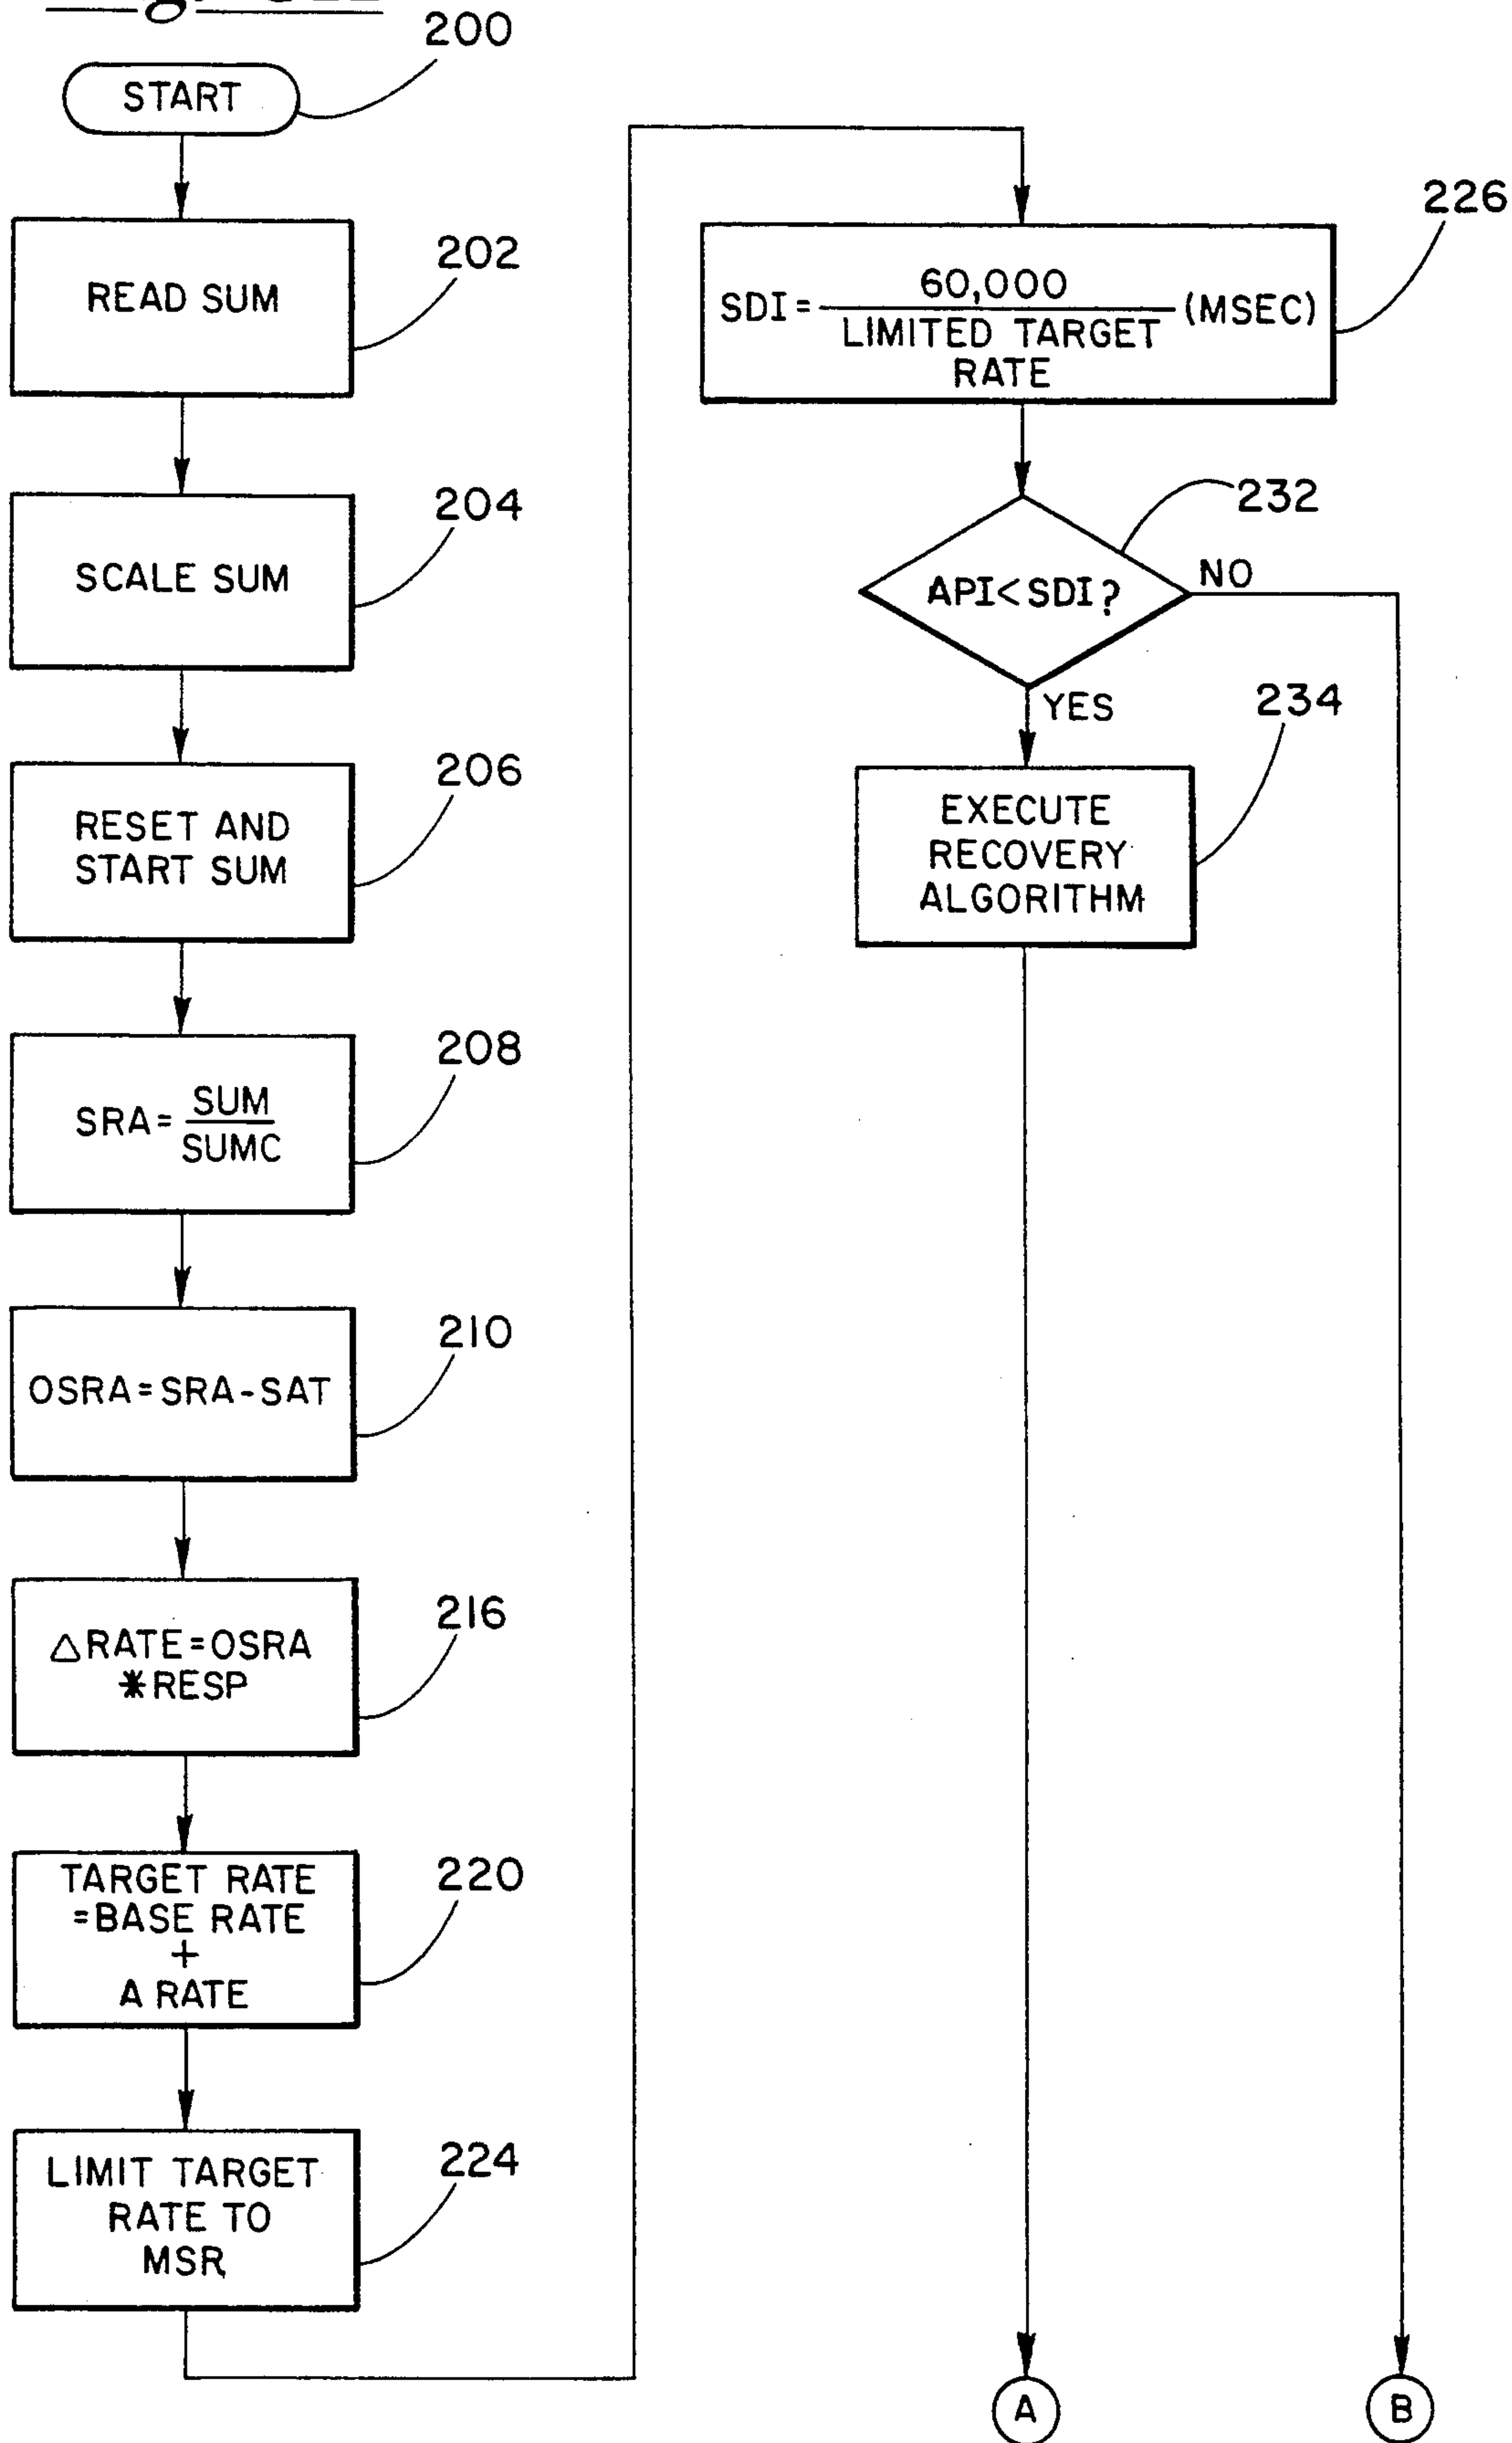 200
START
202
READ SUM
204
SCALE SUM
206
RESET AND
START SUM
208
SRA = SUM
SUMC
210
OSRA = SRA - SAT
216
△ RATE = OSRA
* RESP
220
TARGET RATE
= BASE RATE
+
A RATE
224
LIMIT TARGET
RATE TO
MSR
226
SDI = 60,000 (MSEC)
LIMITED TARGET
RATE
232
API < SDI?
NO
YES
234
EXECUTE
RECOVERY
ALGORITHM
A
B